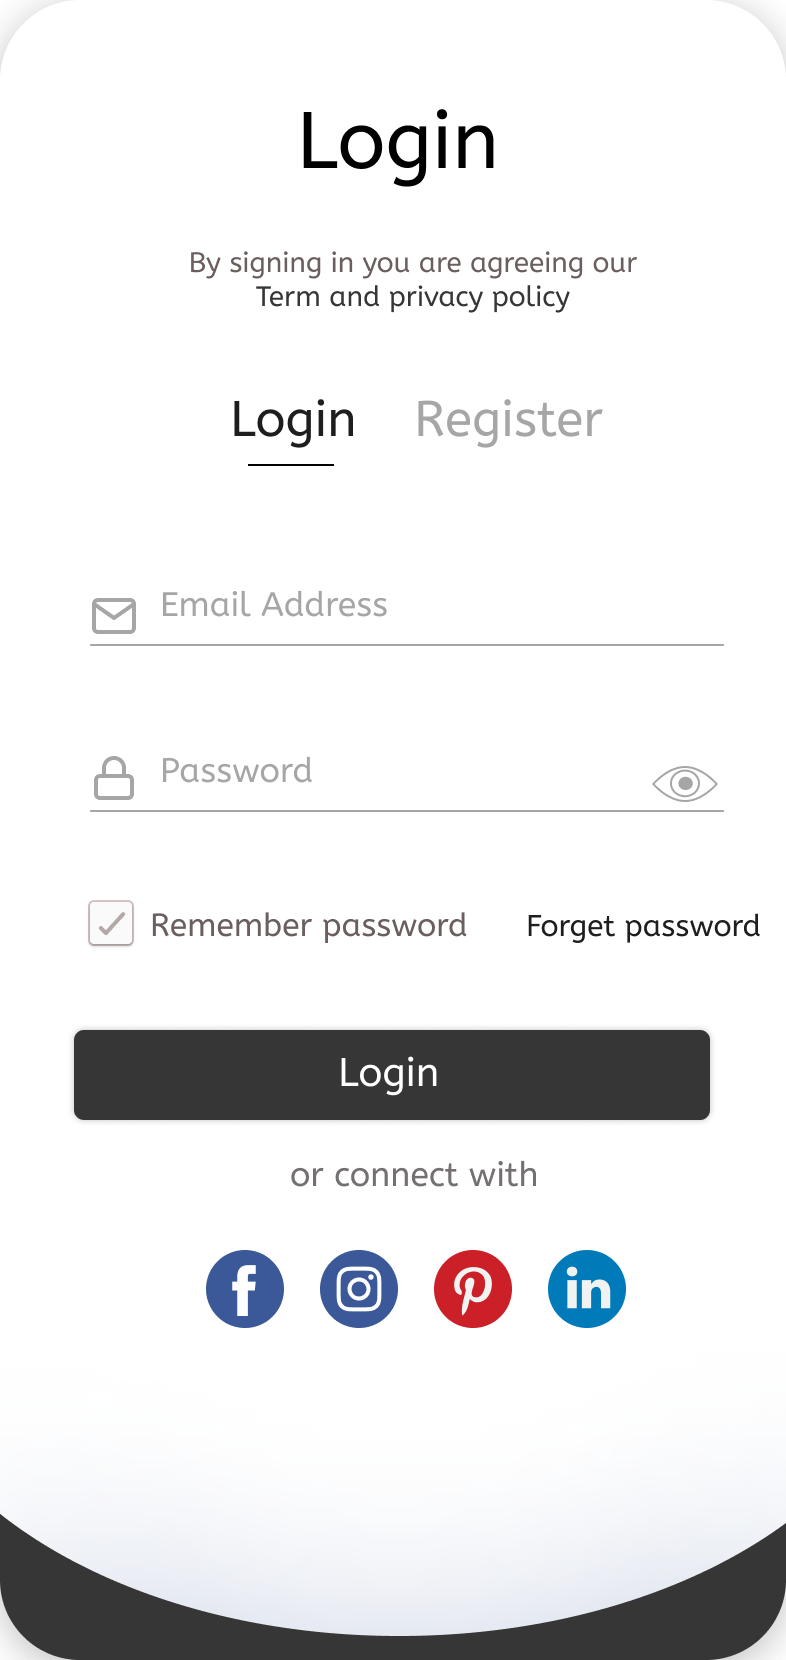 Login
By signing in you are agreeing our
Term and privacy policy
Login Register
Email Address
Password
Remember password Forget password
Login
or connect with